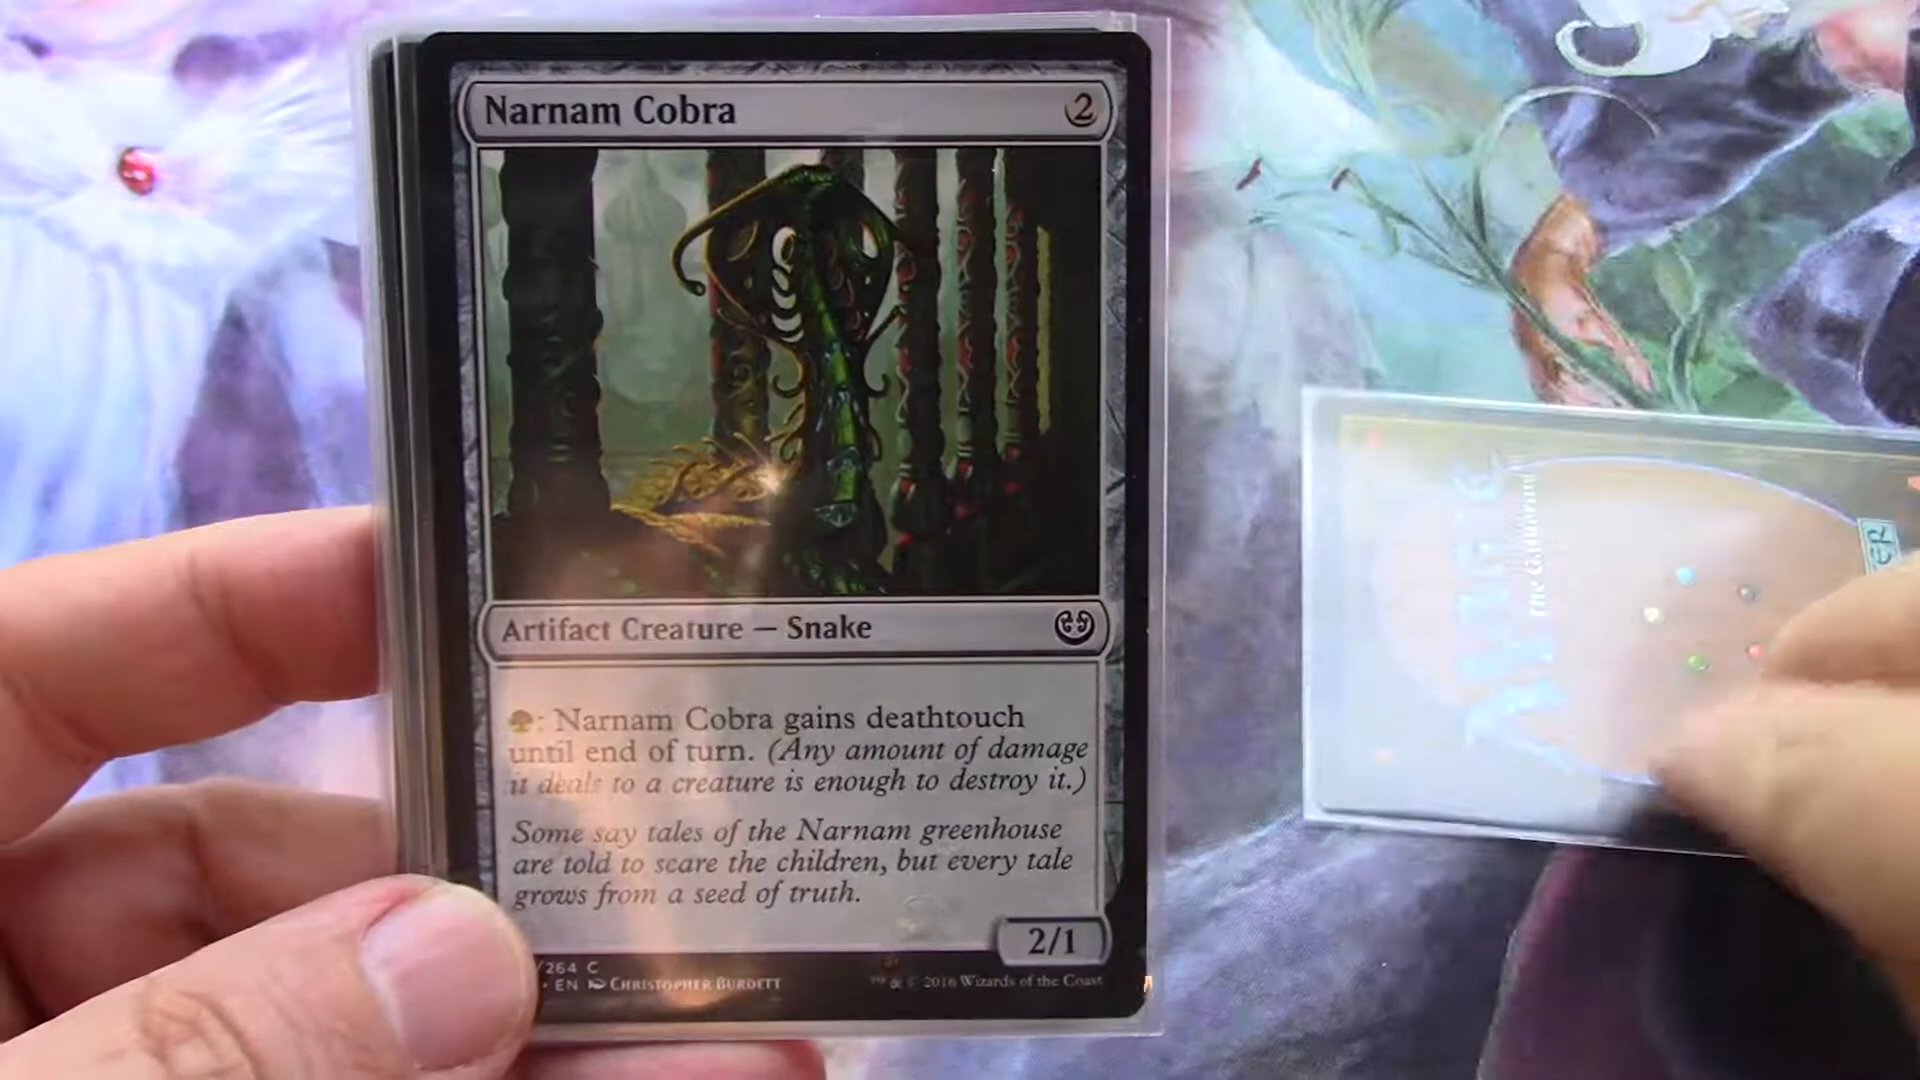 Narnam Cobra 2
Artifact Creature — Snake
: Narnam Cobra gains deathtouch
until end of turn. (Any amount of damage
it deals to a creature is enough to destroy it.)
Some say tales of the Narnam greenhouse
are told to scare the children, but every tale
grows from a seed of truth.
2/1
/264 C
• EN Christopher Burdett
™ & © 2016 Wizards of the Coast
The Gathering